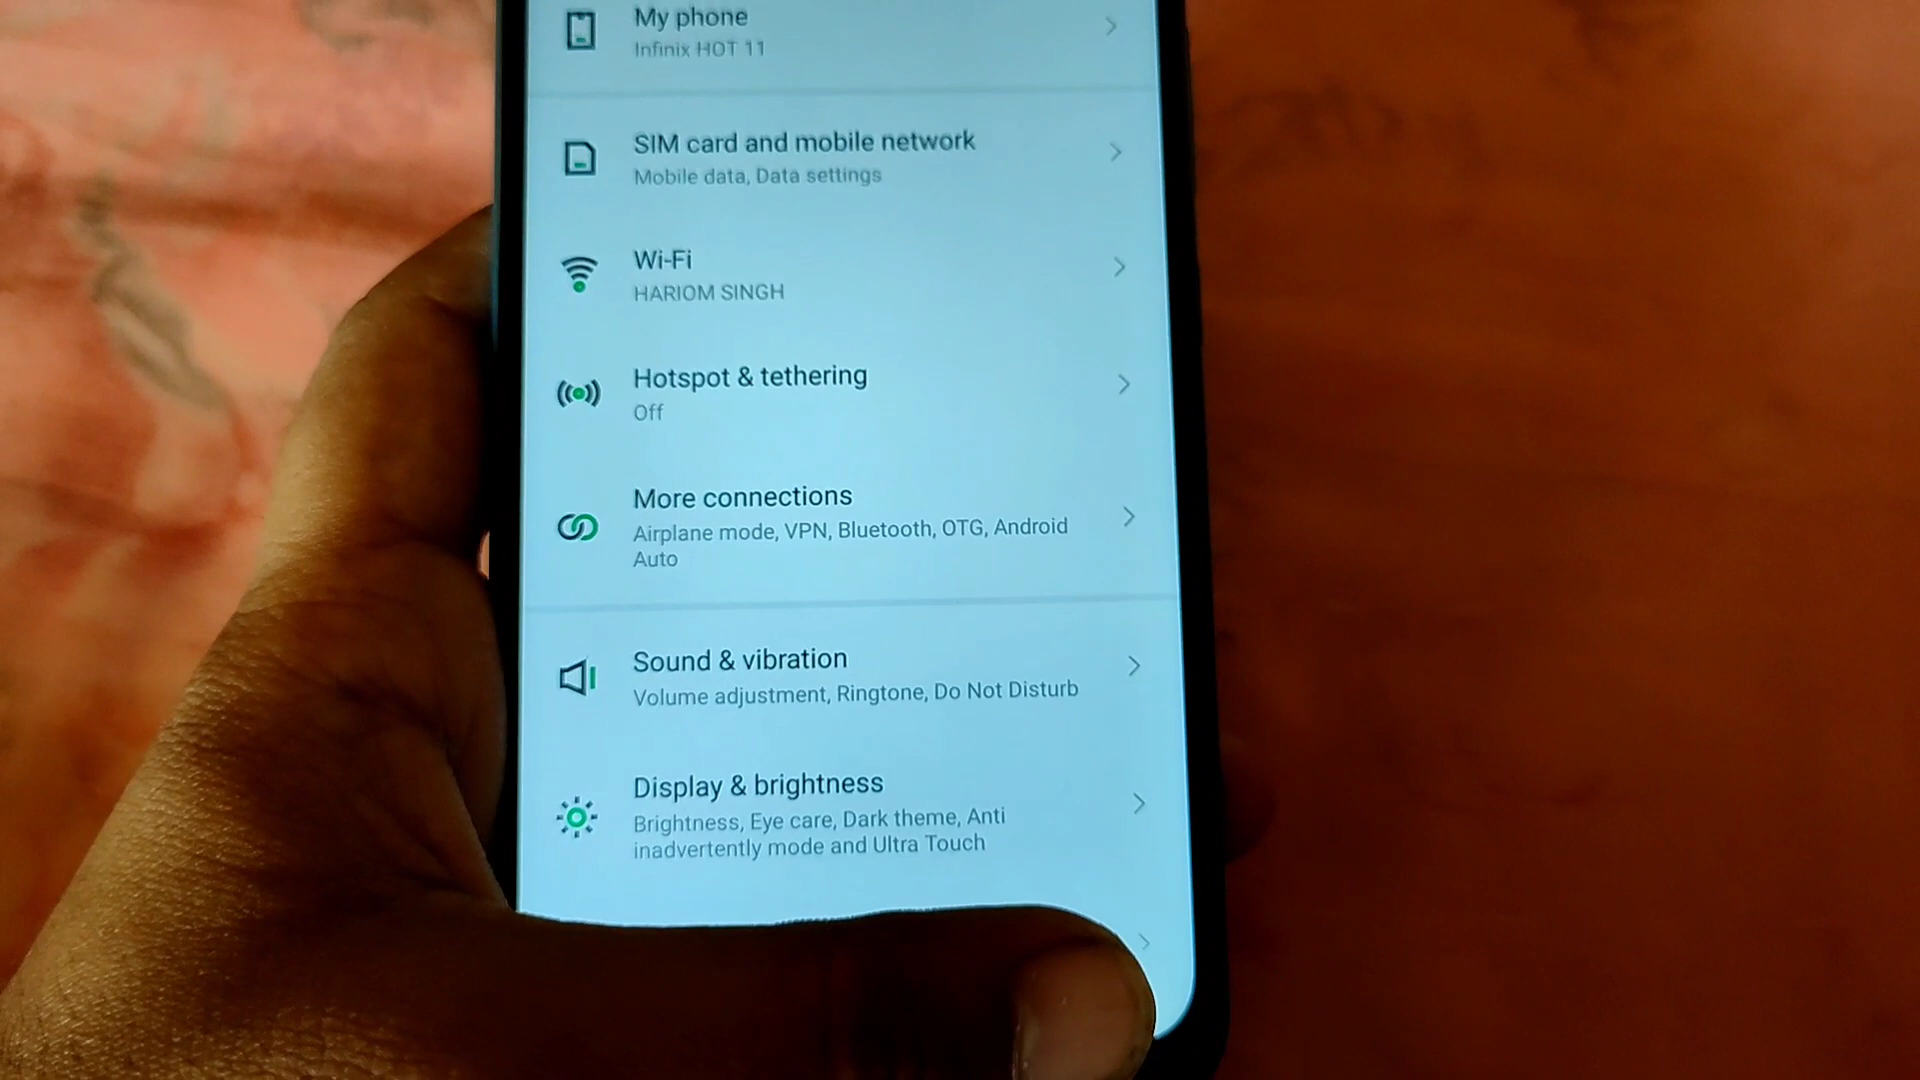 My phone
Infinix HOT 11
SIM card and mobile network
Mobile data, Data settings
Wi-Fi
HARIOM SINGH
Hotspot & tethering
Off
More connections
Airplane mode, VPN, Bluetooth, OTG, Android
Auto
Sound & vibration
Volume adjustment, Ringtone, Do Not Disturb
Display & brightness
Brightness, Eye care, Dark theme, Anti
inadvertently mode and Ultra Touch